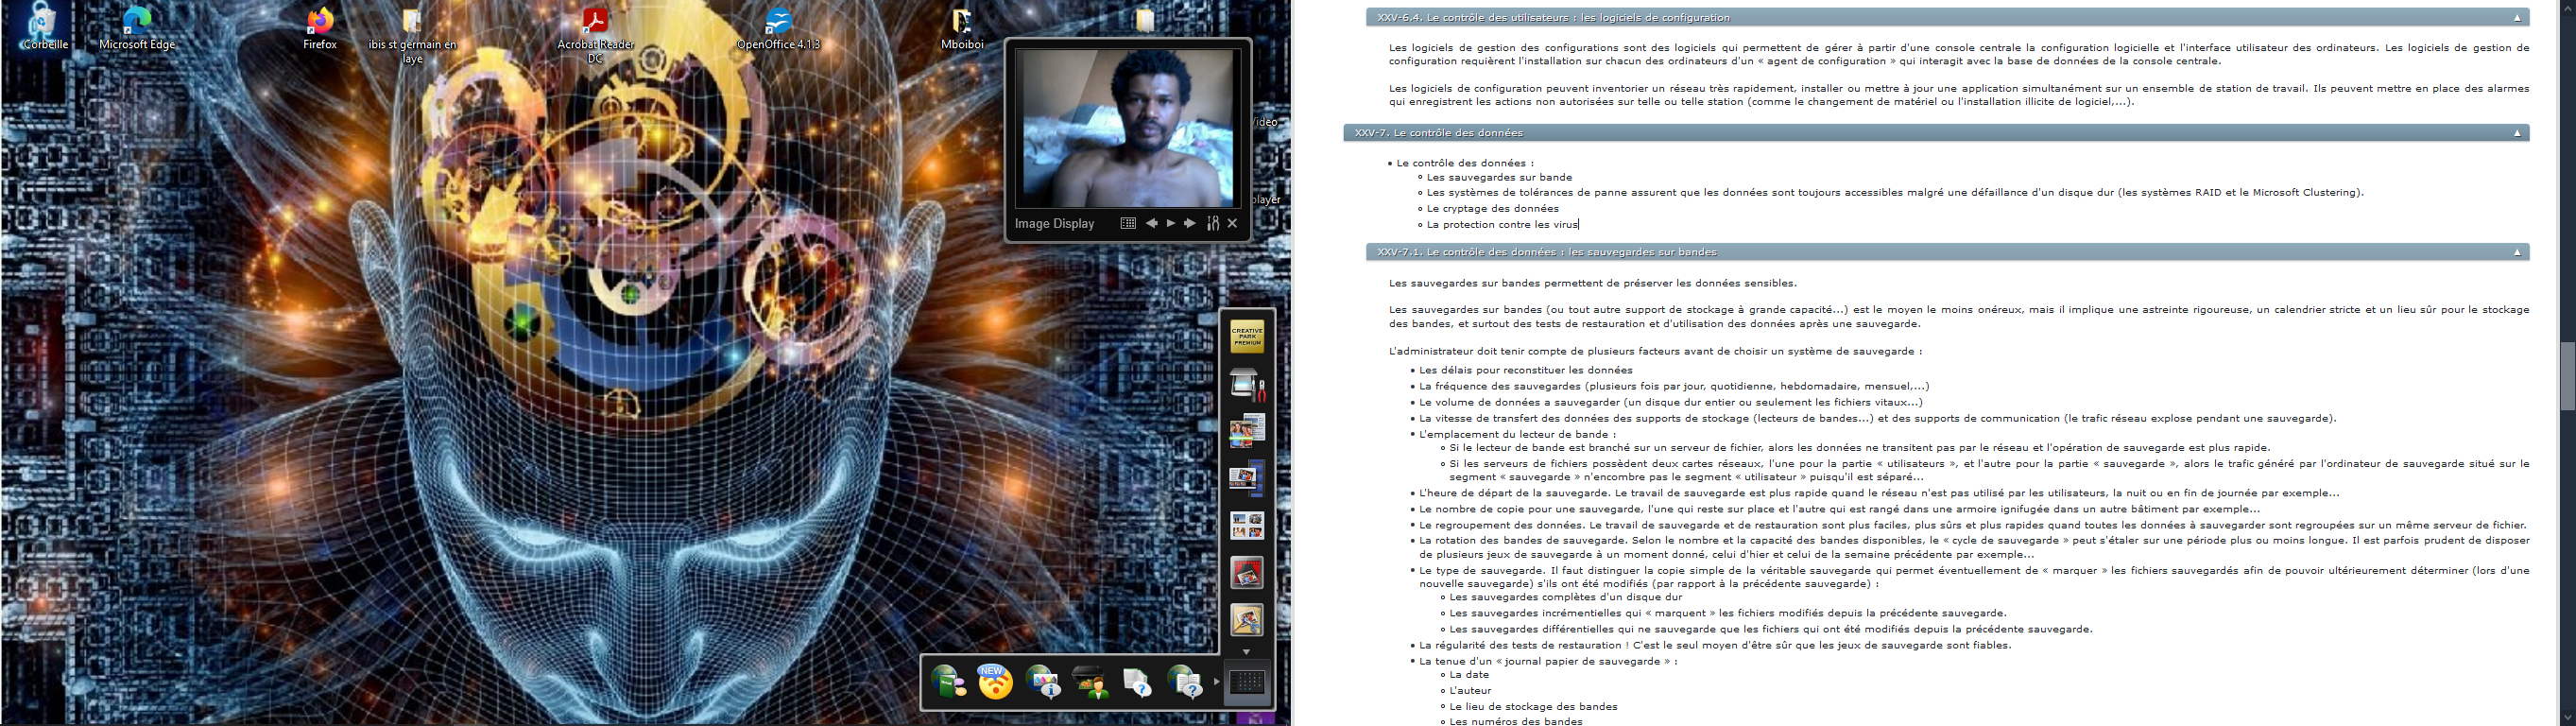 Corbeille
Microsoft Edge
Firefox
ibis st germain en
laye
Acrobat Reader
DC
OpenOffice 4.1.3
Mboiboi
Video
player
Image Display
CREATIVE
PARK
PREMIUM
NEW
XXV-6.4. Le contrôle des utilisateurs : les logiciels de configuration
Les logiciels de gestion des configurations sont des logiciels qui permettent de gérer à partir d'une console centrale la configuration logicielle et l'interface utilisateur des ordinateurs. Les logiciels de gestion de
configuration requièrent l'installation sur chacun des ordinateurs d'un « agent de configuration » qui interagit avec la base de données de la console centrale.
Les logiciels de configuration peuvent inventorier un réseau très rapidement, installer ou mettre à jour une application simultanément sur un ensemble de station de travail. Ils peuvent mettre en place des alarmes
qui enregistrent les actions non autorisées sur telle ou telle station (comme le changement de matériel ou l'installation illicite de logiciel,...).
XXV-7. Le contrôle des données
• Le contrôle des données :
Les sauvegardes sur bande
Les systèmes de tolérances de panne assurent que les données sont toujours accessibles malgré une défaillance d'un disque dur (les systèmes RAID et le Microsoft Clustering).
Le cryptage des données
La protection contre les virus
XXV-7.1. Le contrôle des données : les sauvegardes sur bandes
Les sauvegardes sur bandes permettent de préserver les données sensibles.
Les sauvegardes sur bandes (ou tout autre support de stockage à grande capacité...) est le moyen le moins onéreux, mais il implique une astreinte rigoureuse, un calendrier stricte et un lieu sûr pour le stockage
des bandes, et surtout des tests de restauration et d'utilisation des données après une sauvegarde.
L'administrateur doit tenir compte de plusieurs facteurs avant de choisir un système de sauvegarde :
• Les délais pour reconstituer les données
• La fréquence des sauvegardes (plusieurs fois par jour, quotidienne, hebdomadaire, mensuel,...)
• Le volume de données a sauvegarder (un disque dur entier ou seulement les fichiers vitaux...)
• La vitesse de transfert des données des supports de stockage (lecteurs de bandes...) et des supports de communication (le trafic réseau explose pendant une sauvegarde).
• L'emplacement du lecteur de bande :
Si le lecteur de bande est branché sur un serveur de fichier, alors les données ne transitent pas par le réseau et l'opération de sauvegarde est plus rapide.
Si les serveurs de fichiers possèdent deux cartes réseaux, l'une pour la partie « utilisateurs », et l'autre pour la partie « sauvegarde », alors le trafic généré par l'ordinateur de sauvegarde situé sur le
segment « sauvegarde » n'encombre pas le segment « utilisateur » puisqu'il est séparé...
• L'heure de départ de la sauvegarde. Le travail de sauvegarde est plus rapide quand le réseau n'est pas utilisé par les utilisateurs, la nuit ou en fin de journée par exemple...
• Le nombre de copie pour une sauvegarde, l'une qui reste sur place et l'autre qui est rangé dans une armoire ignifugée dans un autre bâtiment par exemple...
• Le regroupement des données. Le travail de sauvegarde et de restauration sont plus faciles, plus sûrs et plus rapides quand toutes les données à sauvegarder sont regroupées sur un même serveur de fichier.
• La rotation des bandes de sauvegarde. Selon le nombre et la capacité des bandes disponibles, le « cycle de sauvegarde » peut s'étaler sur une période plus ou moins longue. Il est parfois prudent de disposer
de plusieurs jeux de sauvegarde à un moment donné, celui d'hier et celui de la semaine précédente par exemple...
• Le type de sauvegarde. Il faut distinguer la copie simple de la véritable sauvegarde qui permet éventuellement de « marquer » les fichiers sauvegardés afin de pouvoir ultérieurement déterminer (lors d'une
nouvelle sauvegarde) s'ils ont été modifiés (par rapport à la précédente sauvegarde) :
Les sauvegardes complètes d'un disque dur
Les sauvegardes incrémentielles qui « marquent » les fichiers modifiés depuis la précédente sauvegarde.
Les sauvegardes différentielles qui ne sauvegarde que les fichiers qui ont été modifiés depuis la précédente sauvegarde.
• La régularité des tests de restauration ! C'est le seul moyen d'être sûr que les jeux de sauvegarde sont fiables.
• La tenue d'un « journal papier de sauvegarde » :
La date
L'auteur
Le lieu de stockage des bandes
Les numéros des bandes